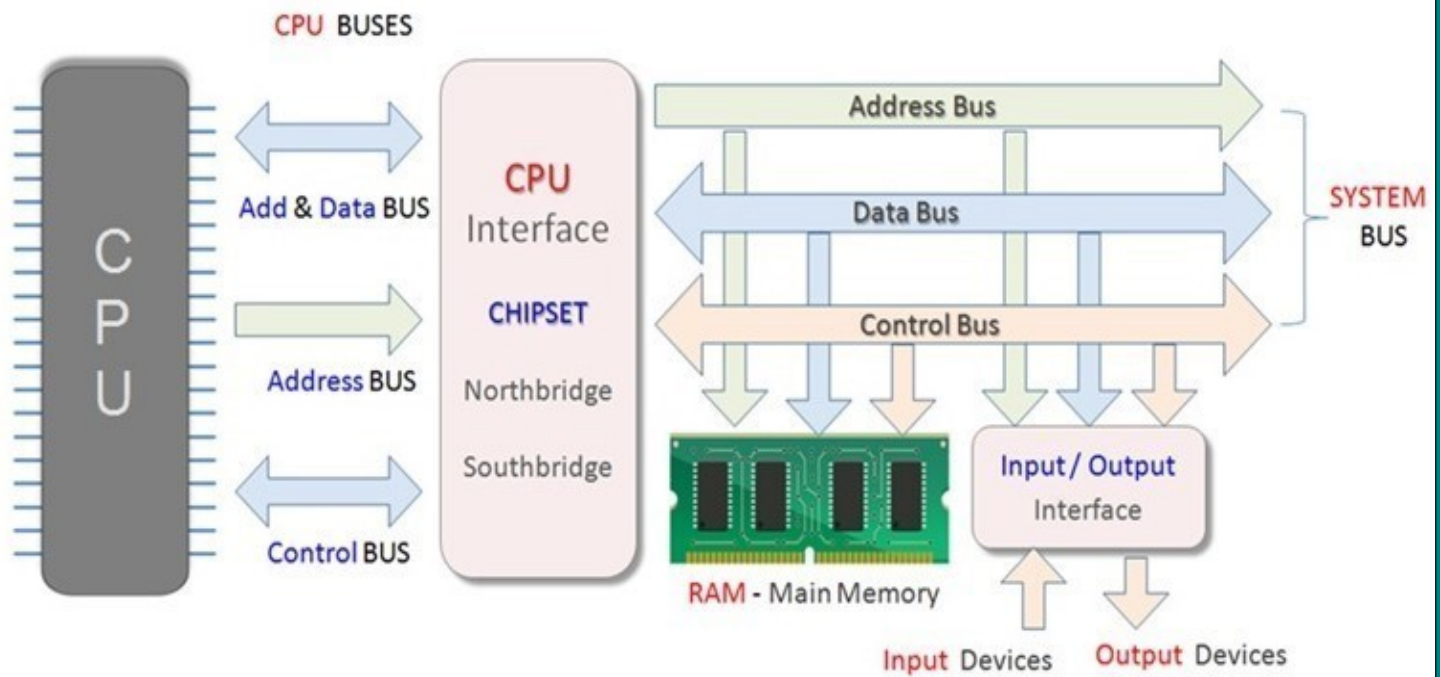 CPU BUSES
C
P
U
Add & Data BUS
Address BUS
Control BUS
CPU
Interface
CHIPSET
Northbridge
Southbridge
Address Bus
Data Bus
Control Bus
SYSTEM
BUS
RAM - Main Memory
Input / Output
Interface
Input Devices
Output Devices